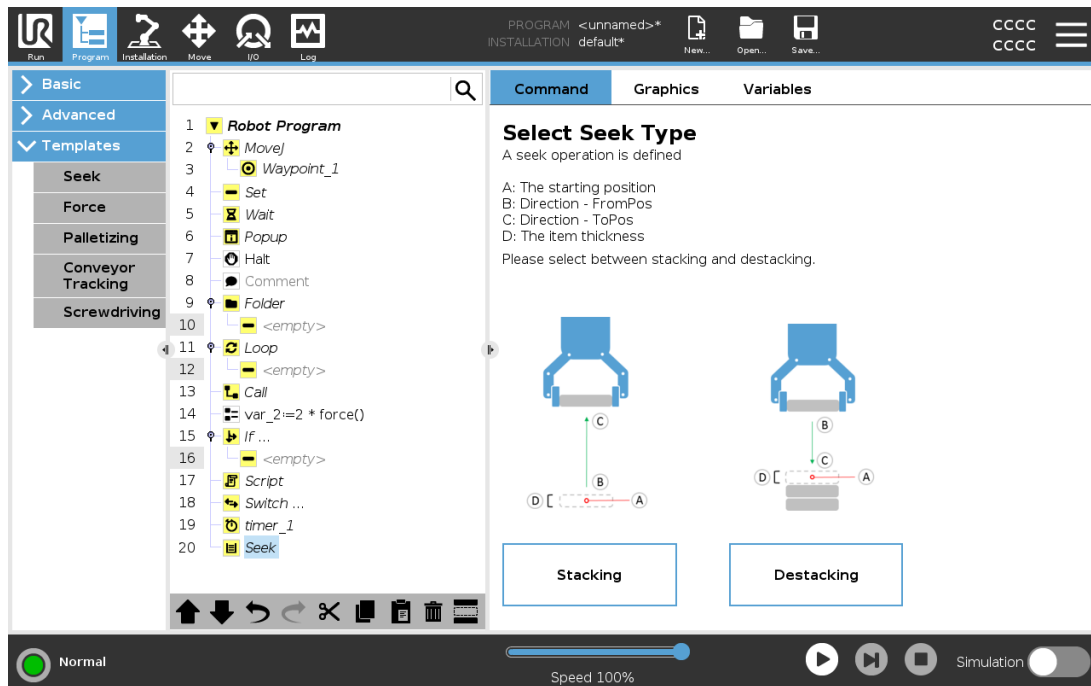 PROGRAM <unnamed>*
INSTALLATION default*
CCCC
CCCC
Run
Program
Installation
Move
I/O
Log
New...
Open...
Save...
Basic
Advanced
Templates
Seek
Force
Palletizing
Conveyor
Tracking
Screwdriving
1 Robot Program
2 MoveJ
3 Waypoint_1
4 Set
5 Wait
6 Popup
7 Halt
8 Comment
9 Folder
10 <empty>
11 Loop
12 <empty>
13 Call
14 var_2:=2 * force()
15 If ...
16 <empty>
17 Script
18 Switch ...
19 timer_1
20 Seek
Command
Graphics
Variables
Select Seek Type
A seek operation is defined
A: The starting position
B: Direction - FromPos
C: Direction - ToPos
D: The item thickness
Please select between stacking and destacking.
C
B
D
A
B
C
D
A
Stacking
Destacking
Normal
Speed 100%
Simulation